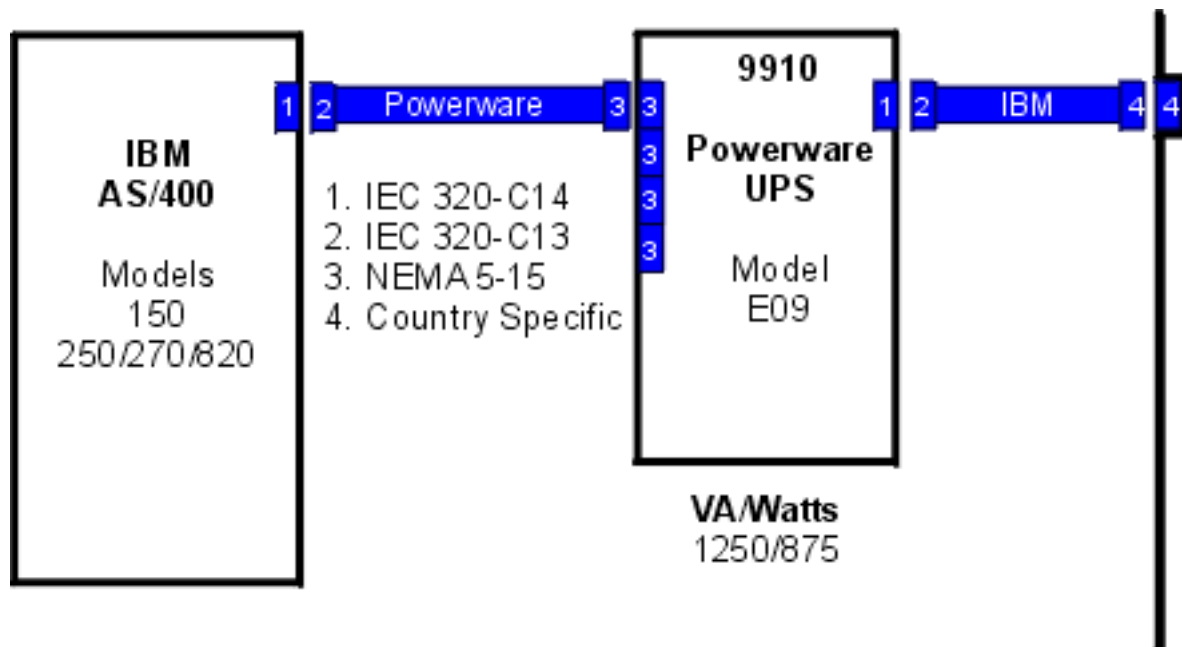 IBM
AS/400
Models
150
250/270/820
1
2 Powerware 3
1. IEC 320-C14
2. IEC 320-C13
3. NEMA 5-15
4. Country Specific
3
3
3
3
9910
Powerware
UPS
Model
E09
1
VA/Watts
1250/875
2 IBM 4
4